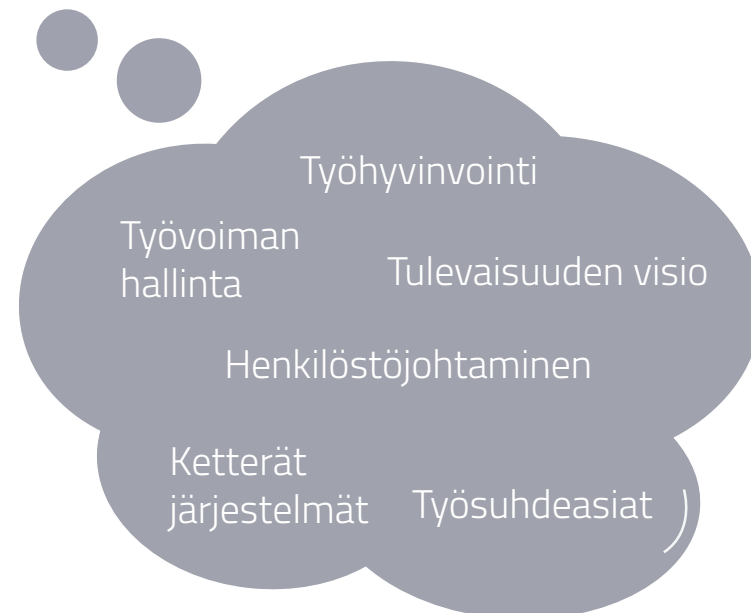 Työhyvinvointi
Työvoiman
hallinta
Tulevaisuuden visio
Henkilöstöjohtaminen
Ketterät
järjestelmät
Työsuhdeasiat